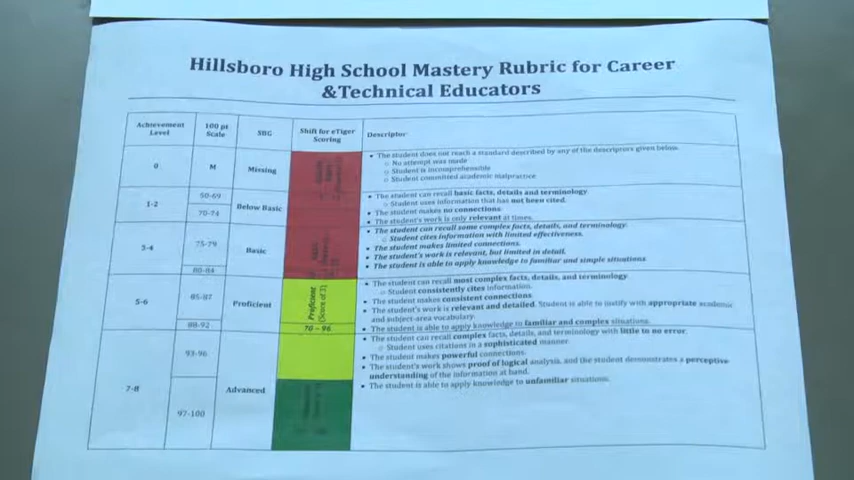 Hillsboro High School Mastery Rubric for Career
&Technical Educators
Achievement Level
100 pt Scale
SBG
Shift for eTiger Scoring
Descriptor
0
M
Missing
The student does not reach a standard described by any of the descriptors given below.
No attempt was made
Student is incomprehensible
Student committed academic malpractice
1-2
50-69
70-74
Below Basic
The student can recall basic facts, details and terminology
Student uses information that has not been cited.
The student makes no connections.
The student's work is only relevant at times.
3-4
75-79
80-84
Basic
The student can recall some complex facts, details, and terminology.
Student cites information with limited effectiveness.
The student makes limited connections.
The student's work is relevant, but limited in detail.
The student is able to apply knowledge to familiar and simple situations.
5-6
85-87
88-92
Proficient
Proficient
(Score of 2)
70 – 96
The student can recall most complex facts, details, and terminology
Student consistently cites information.
The student makes consistent connections.
The student's work is relevant and detailed. Student is able to justify with appropriate academic
and subject-area vocabulary.
The student is able to apply knowledge to familiar and complex situations.
7-8
93-96
97-100
Advanced
The student can recall complex facts, details, and terminology with little to no error.
Student uses citations in a sophisticated manner.
The student makes powerful connections.
The student's work shows proof of logical analysis, and the student demonstrates a perceptive
understanding of the information at hand.
The student is able to apply knowledge to unfamiliar situations.